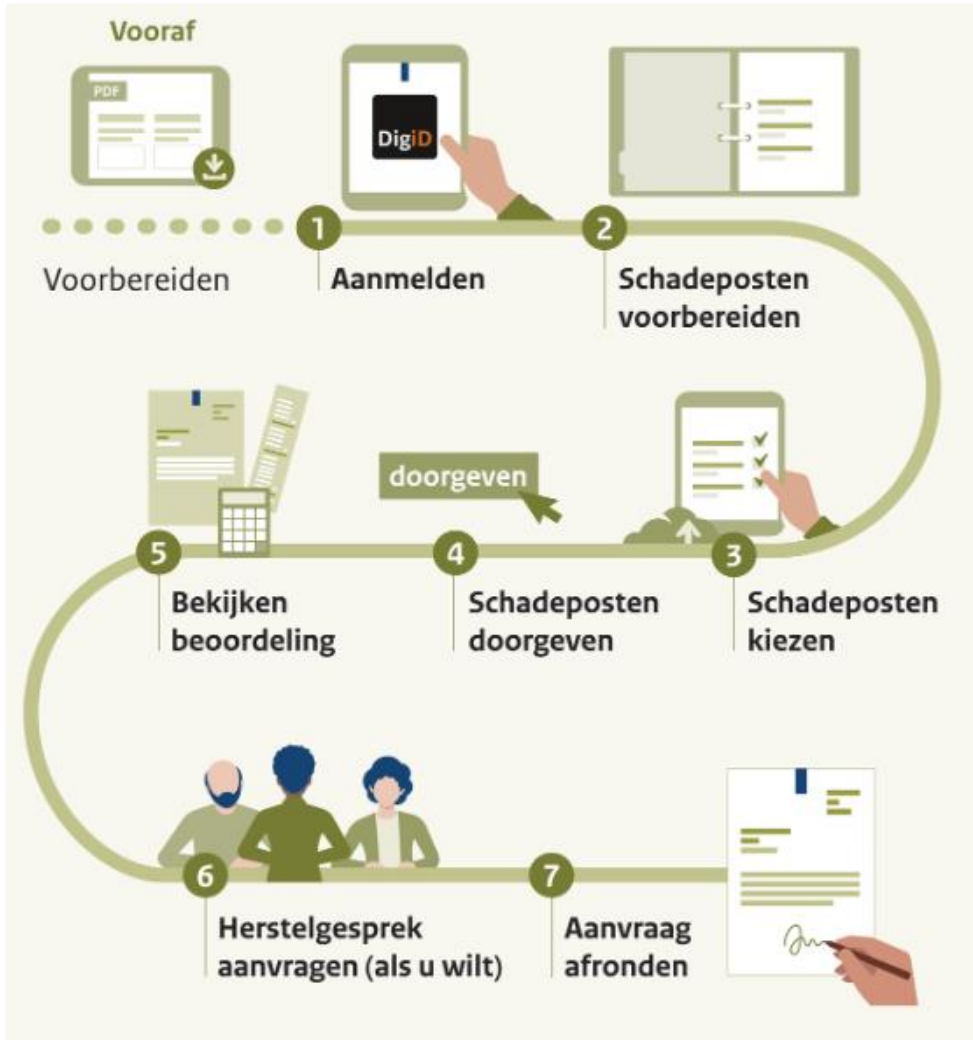 Vooraf
PDF
DigiD
Voorbereiden
1
Aanmelden
2
Schadeposten
voorbereiden
3
Schadeposten
kiezen
doorgeven
4
Schadeposten
doorgeven
5
Bekijken
beoordeling
6
Herstelgesprek
aanvragen (als u wilt)
7
Aanvraag
afronden